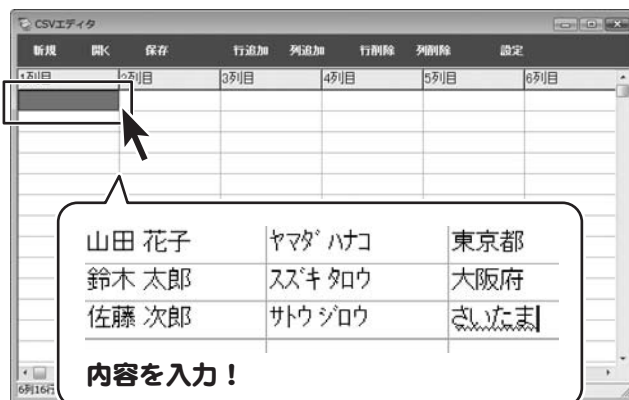 CSVエディタ
新規 開く 保存 行追加 列追加 行削除 列削除 設定
1列目 2列目 3列目 4列目 5列目 6列目
山田 花子 ヤマダ ハナコ 東京都
鈴木 太郎 スズキ タロウ 大阪府
佐藤 次郎 サトウ ジロウ さいたま
内容を入力！
6列16行